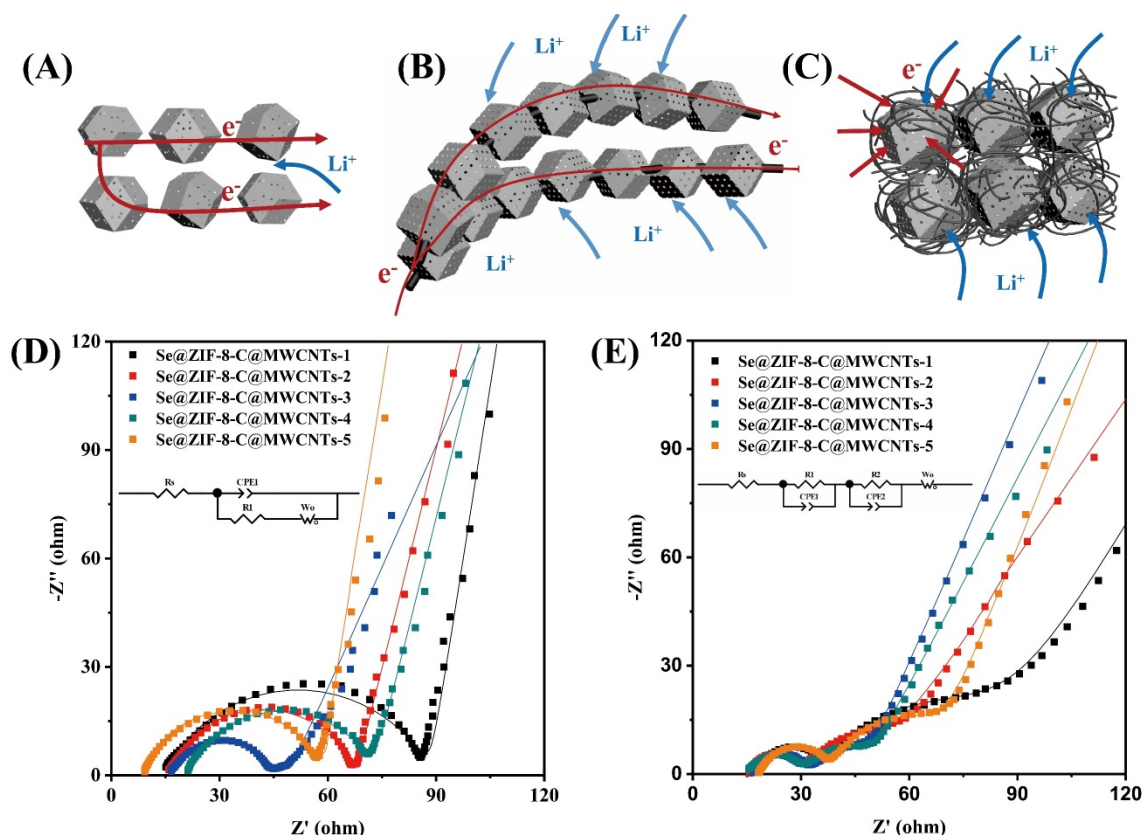 (A)
e⁻
Li⁺
e⁻
(B)
Li⁺
Li⁺
e⁻
Li⁺
Li⁺
e⁻
(C)
e⁻
Li⁺
Li⁺
(D)
Se@ZIF-8-C@MWCNTs-1
Se@ZIF-8-C@MWCNTs-2
Se@ZIF-8-C@MWCNTs-3
Se@ZIF-8-C@MWCNTs-4
Se@ZIF-8-C@MWCNTs-5
Rs CPE1
R1 Wo
-Z'' (ohm)
120
90
60
30
0
0 30 60 90 120
Z' (ohm)
(E)
Se@ZIF-8-C@MWCNTs-1
Se@ZIF-8-C@MWCNTs-2
Se@ZIF-8-C@MWCNTs-3
Se@ZIF-8-C@MWCNTs-4
Se@ZIF-8-C@MWCNTs-5
Rs R1 R2 Wo
CPE1 CPE2
-Z'' (ohm)
120
90
60
30
0
0 30 60 90 120
Z' (ohm)